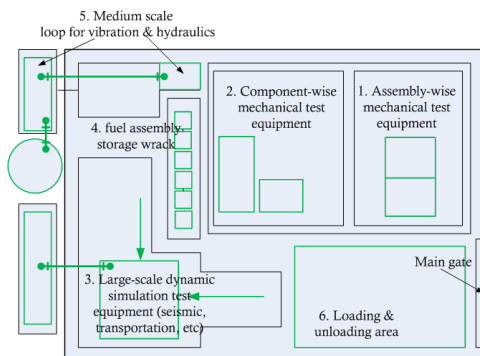 5. Medium scale
loop for vibration & hydraulics
2. Component-wise
mechanical test
equipment
1. Assembly-wise
mechanical test
equipment
4. fuel assembly
storage wrack
3. Large-scale dynamic
simulation test
equipment (seismic,
transportation, etc)
Main gate
6. Loading &
unloading area